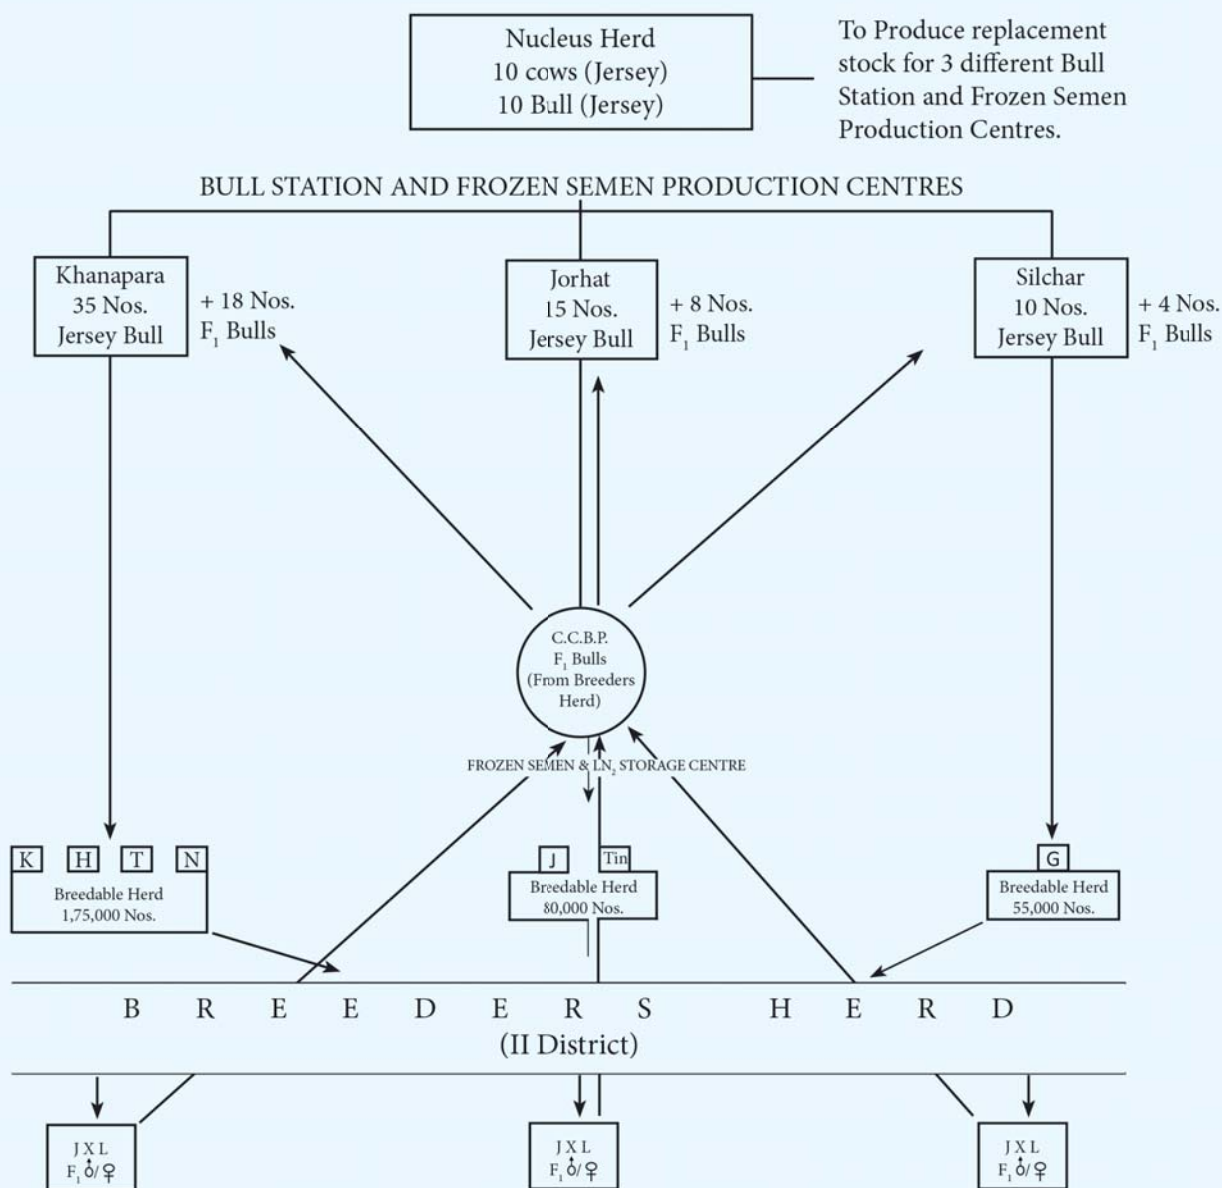 Nucleus Herd
10 cows (Jersey)
10 Bull (Jersey)
To Produce replacement
stock for 3 different Bull
Station and Frozen Semen
Production Centres.
BULL STATION AND FROZEN SEMEN PRODUCTION CENTRES
Khanapara
35 Nos.
Jersey Bull
+ 18 Nos.
F₁ Bulls
Jorhat
15 Nos.
Jersey Bull
+ 8 Nos.
F₁ Bulls
Silchar
10 Nos.
Jersey Bull
+ 4 Nos.
F₁ Bulls
C.C.B.P.
F₁ Bulls
(From Breeders
Herd)
FROZEN SEMEN & LN₂ STORAGE CENTRE
K H T N
Breedable Herd
1,75,000 Nos.
J Tin
Breedable Herd
80,000 Nos.
G
Breedable Herd
55,000 Nos.
B R E E D E R S H E R D
(II District)
J X L
F₁ ♂/♀
J X L
F₁ ♂/♀
J X L
F₁ ♂/♀